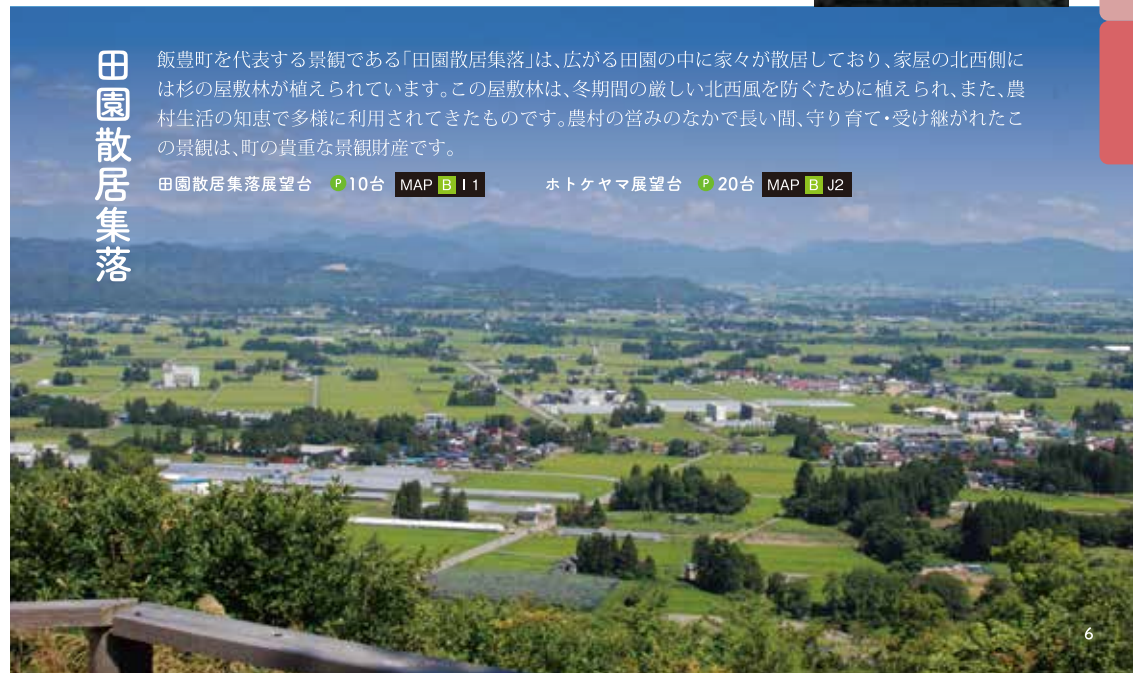 田園散居集落
飯豊町を代表する景観である「田園散居集落」は、広がる田園の中に家々が散居しており、家屋の北西側に
は杉の屋敷林が植えられています。この屋敷林は、冬期間の厳しい北西風を防ぐために植えられ、また、農
村生活の知恵で多様に利用されてきたものです。農村の営みのなかで長い間、守り育て・受け継がれたこ
の景観は、町の貴重な景観財産です。
田園散居集落展望台 P 10台 MAP B I 1 ホトケヤマ展望台 P 20台 MAP B J2
6